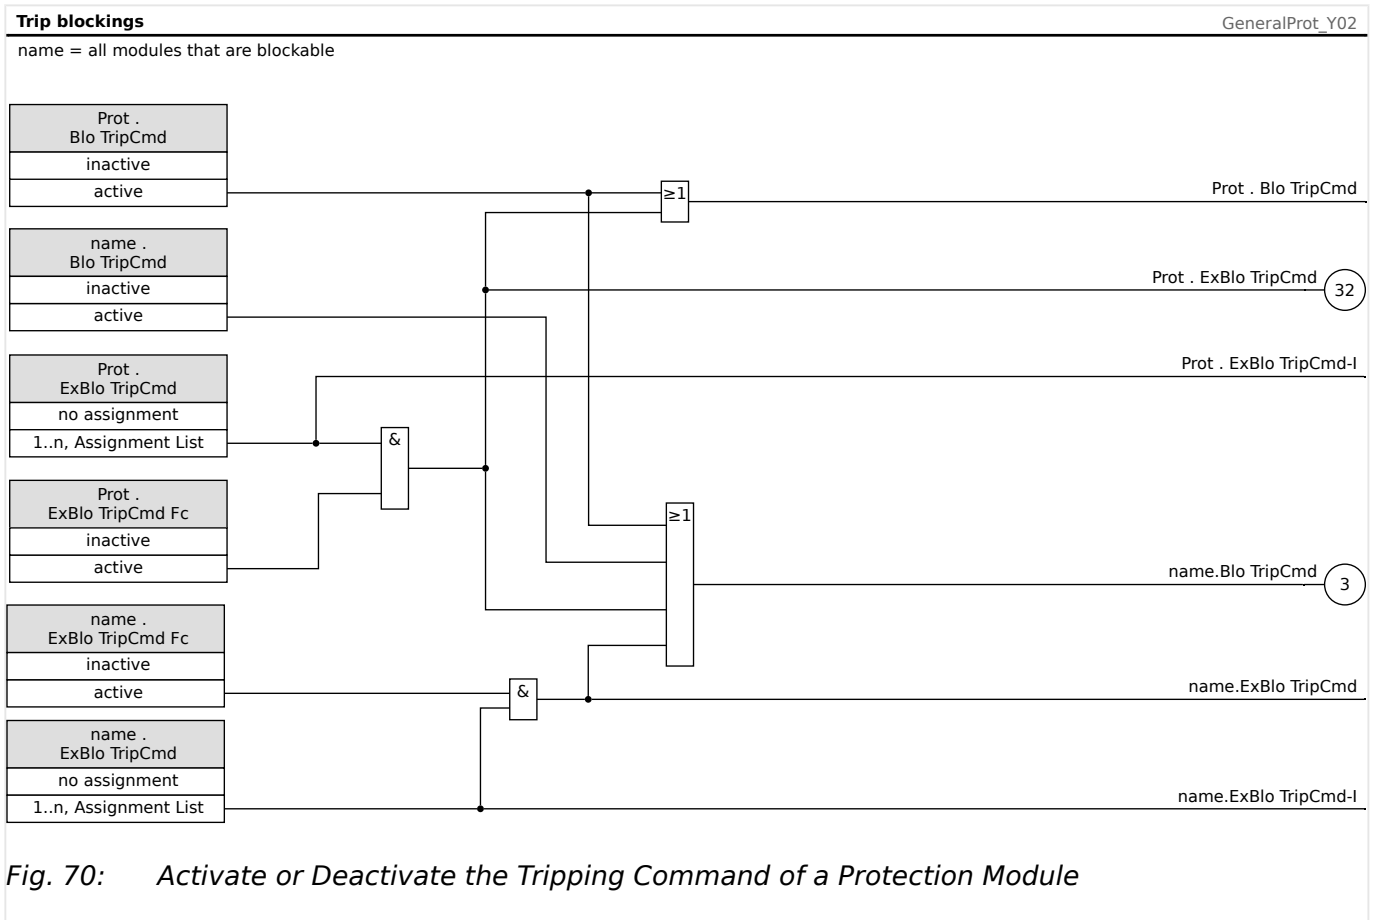 Trip blockings
GeneralProt_Y02
name = all modules that are blockable
Prot .
Blo TripCmd
inactive
active
≥1
Prot . Blo TripCmd
name .
Blo TripCmd
inactive
active
Prot . ExBlo TripCmd
32
Prot .
ExBlo TripCmd
no assignment
1..n, Assignment List
Prot . ExBlo TripCmd-I
&
Prot .
ExBlo TripCmd Fc
inactive
active
≥1
name.Blo TripCmd
3
name .
ExBlo TripCmd Fc
inactive
active
&
name.ExBlo TripCmd
name .
ExBlo TripCmd
no assignment
1..n, Assignment List
name.ExBlo TripCmd-I
Fig. 70: Activate or Deactivate the Tripping Command of a Protection Module